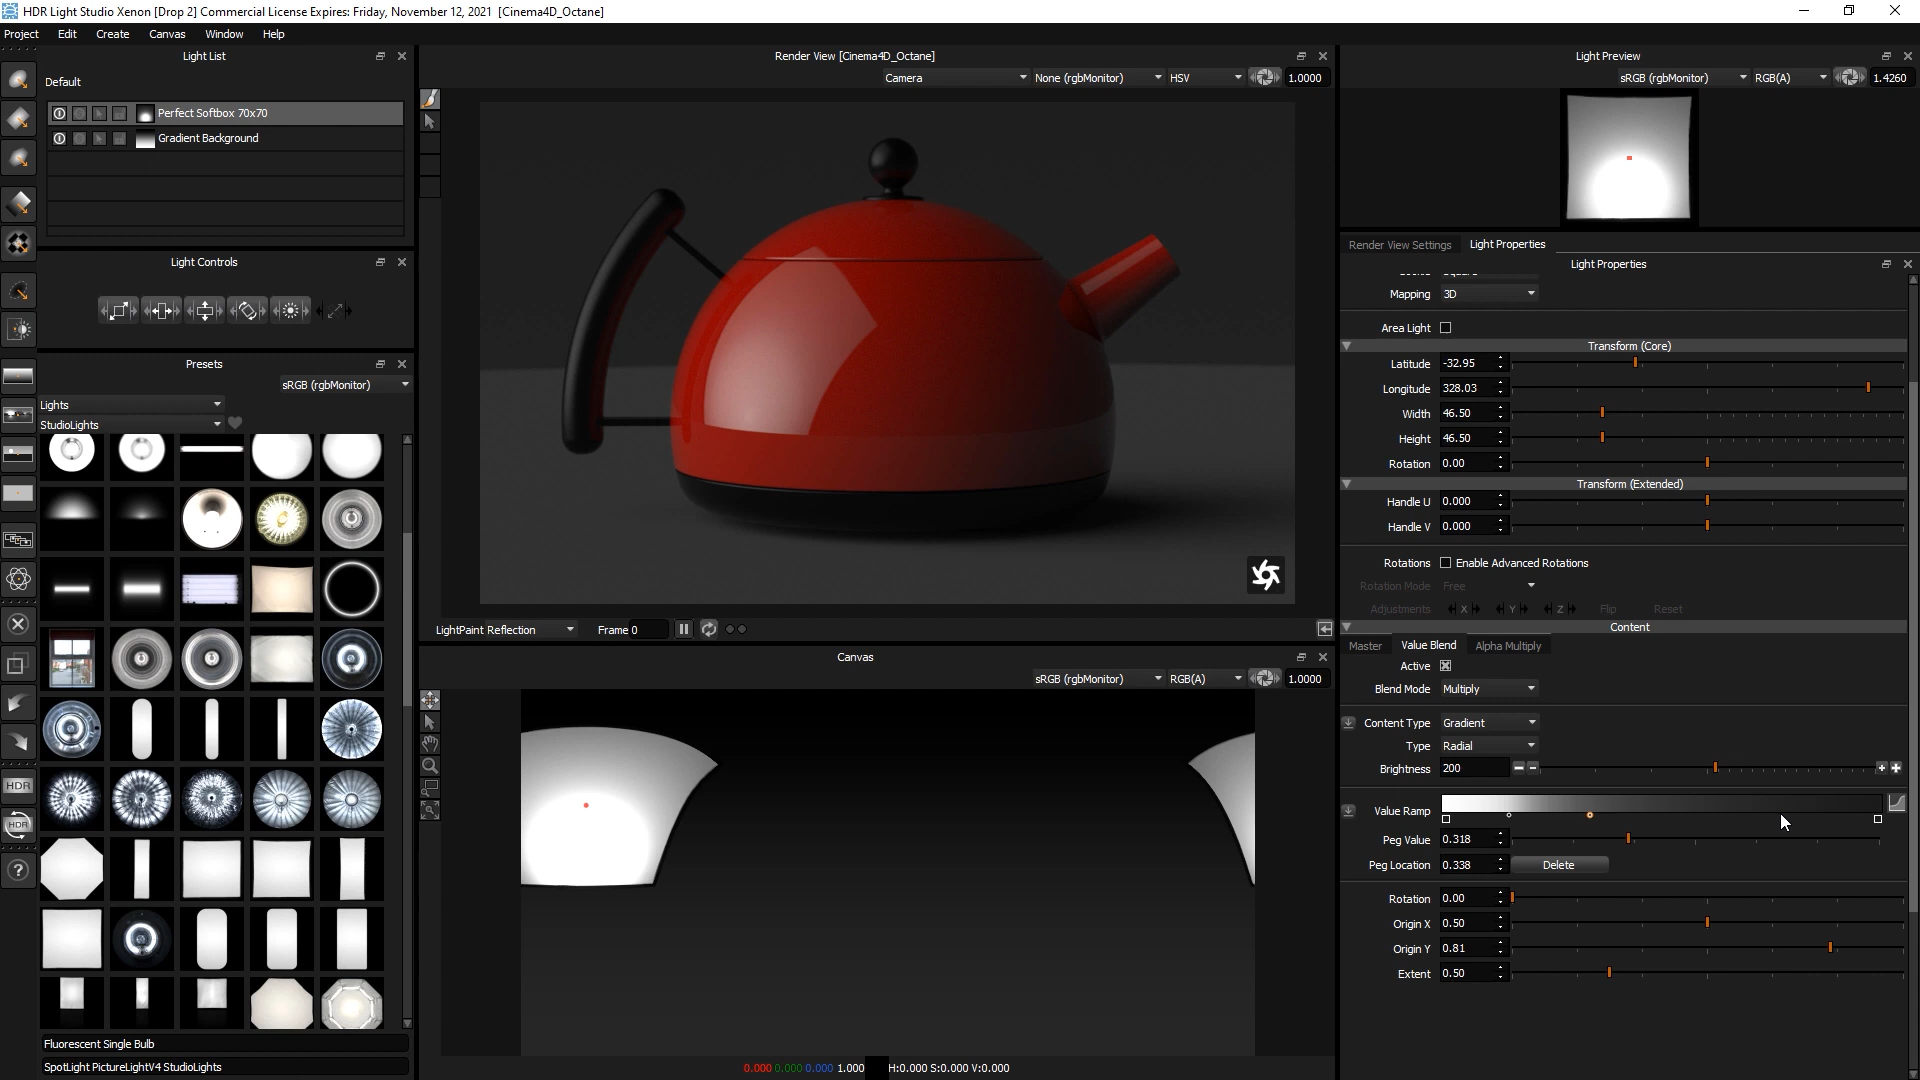 HDR Light Studio Xenon [Drop 2] Commercial License Expires: Friday, November 12, 2021 [Cinema4D_Octane]
Project Edit Create Canvas Window Help
Light List
Default
Perfect Softbox 70x70
Gradient Background
Light Controls
Presets
sRGB (rgbMonitor)
Lights
StudioLights
HDR
HDR
?
Fluorescent Single Bulb
SpotLight PictureLightV4 StudioLights
Render View [Cinema4D_Octane]
Camera None (rgbMonitor) HSV 1.0000
LightPaint Reflection Frame 0
Canvas
sRGB (rgbMonitor) RGB(A) 1.0000
0.000 0.000 0.000 1.000 H:0.000 S:0.000 V:0.000
Light Preview
sRGB (rgbMonitor) RGB(A) 1.4260
Render View Settings Light Properties
Light Properties
Mapping 3D
Area Light
Transform (Core)
Latitude -32.95
Longitude 328.03
Width 46.50
Height 46.50
Rotation 0.00
Transform (Extended)
Handle U 0.000
Handle V 0.000
Rotations Enable Advanced Rotations
Rotation Mode Free
Adjustments X Y Z Flip Reset
Content
Master Value Blend Alpha Multiply
Active
Blend Mode Multiply
Content Type Gradient
Type Radial
Brightness 200
Value Ramp
Peg Value 0.318
Peg Location 0.338 Delete
Rotation 0.00
Origin X 0.50
Origin Y 0.81
Extent 0.50